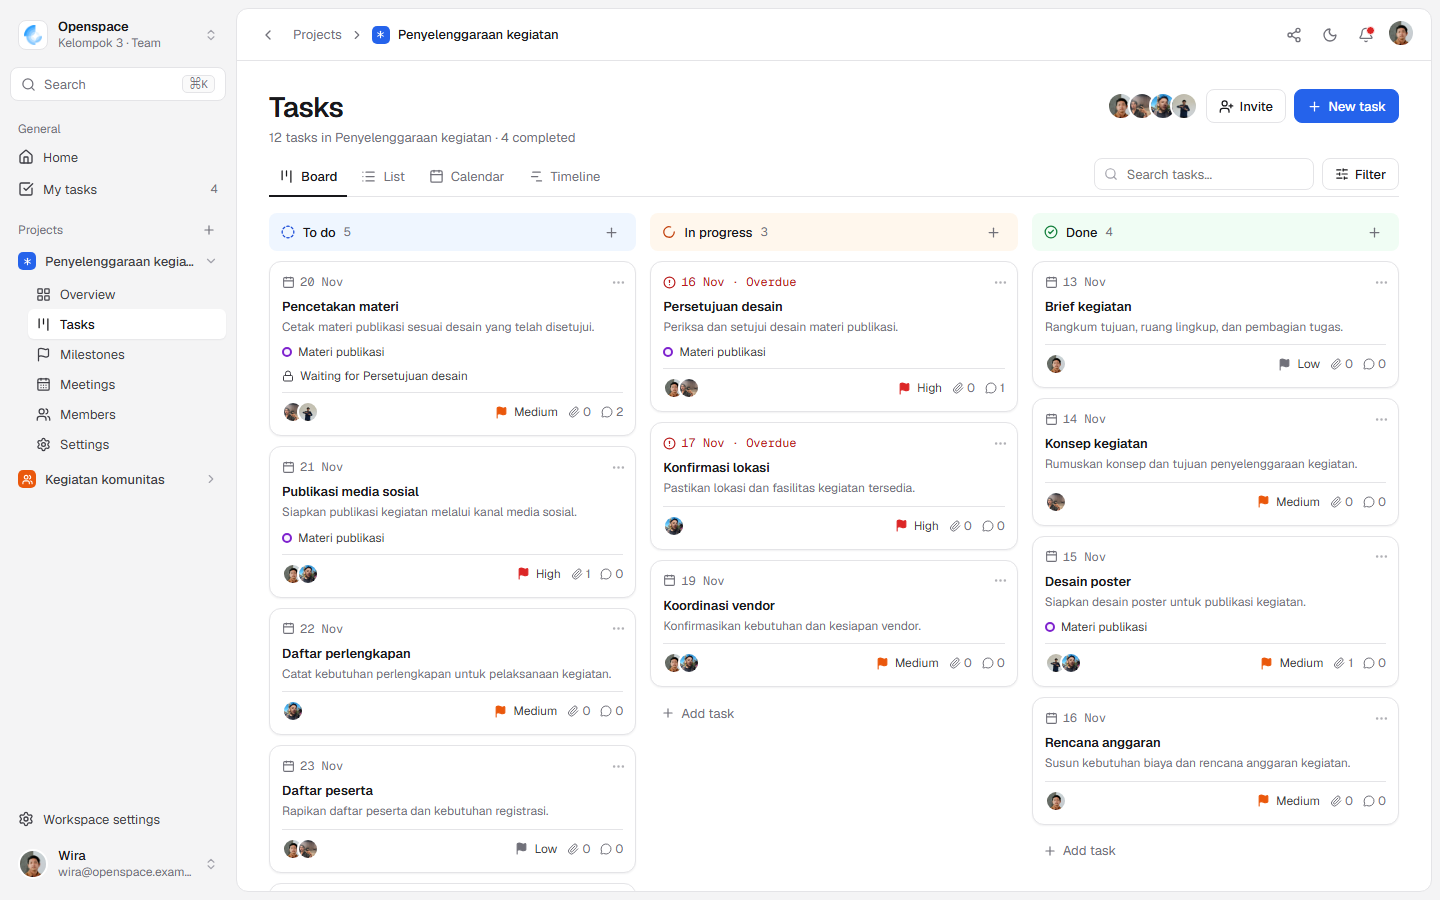 Openspace
Kelompok 3 · Team
Search
⌘K
General
Home
My tasks 4
Projects
Penyelenggaraan kegia...
Overview
Tasks
Milestones
Meetings
Members
Settings
Kegiatan komunitas
Workspace settings
Wira
wira@openspace.exam...
Projects
Penyelenggaraan kegiatan
Tasks
12 tasks in Penyelenggaraan kegiatan · 4 completed
Invite
New task
Board
List
Calendar
Timeline
Search tasks...
Filter
To do 5
20 Nov
Pencetakan materi
Cetak materi publikasi sesuai desain yang telah disetujui.
Materi publikasi
Waiting for Persetujuan desain
Medium 0 2
21 Nov
Publikasi media sosial
Siapkan publikasi kegiatan melalui kanal media sosial.
Materi publikasi
High 1 0
22 Nov
Daftar perlengkapan
Catat kebutuhan perlengkapan untuk pelaksanaan kegiatan.
Medium 0 0
23 Nov
Daftar peserta
Rapikan daftar peserta dan kebutuhan registrasi.
Low 0 0
In progress 3
16 Nov · Overdue
Persetujuan desain
Periksa dan setujui desain materi publikasi.
Materi publikasi
High 0 1
17 Nov · Overdue
Konfirmasi lokasi
Pastikan lokasi dan fasilitas kegiatan tersedia.
High 0 0
19 Nov
Koordinasi vendor
Konfirmasikan kebutuhan dan kesiapan vendor.
Medium 0 0
Add task
Done 4
13 Nov
Brief kegiatan
Rangkum tujuan, ruang lingkup, dan pembagian tugas.
Low 0 0
14 Nov
Konsep kegiatan
Rumuskan konsep dan tujuan penyelenggaraan kegiatan.
Medium 0 0
15 Nov
Desain poster
Siapkan desain poster untuk publikasi kegiatan.
Materi publikasi
Medium 1 0
16 Nov
Rencana anggaran
Susun kebutuhan biaya dan rencana anggaran kegiatan.
Medium 0 0
Add task